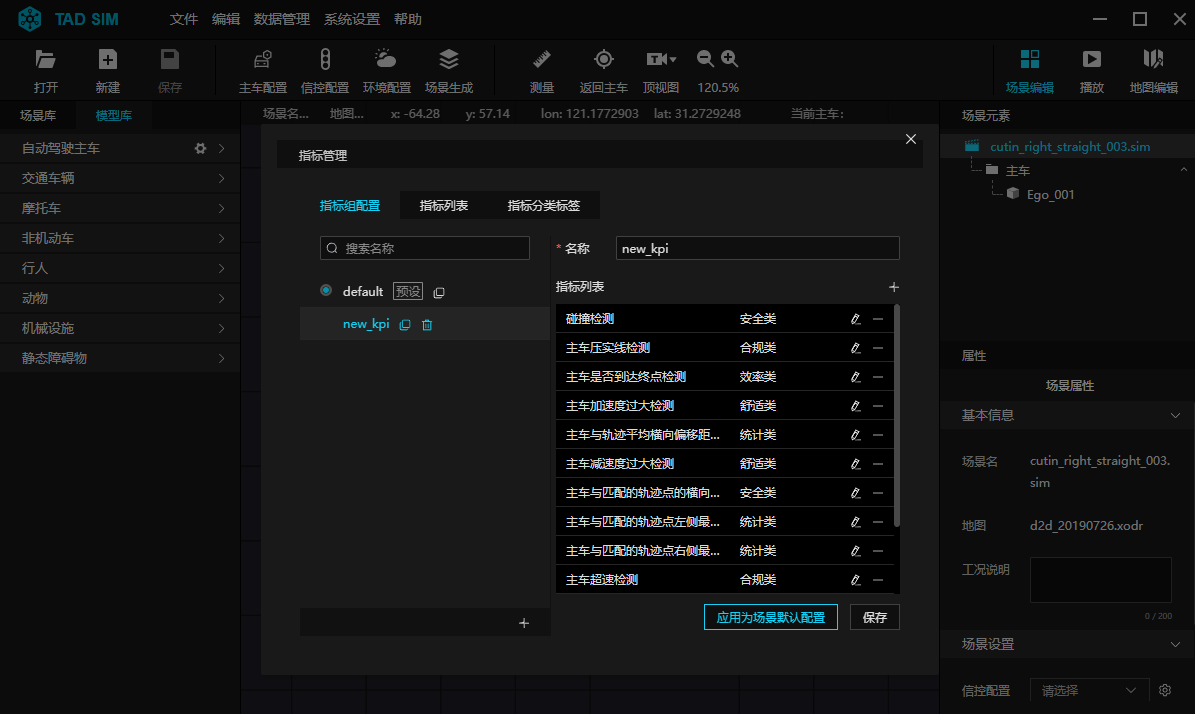 TAD SIM 文件 编辑 数据管理 系统设置 帮助
打开 新建 保存 主车配置 信控配置 环境配置 场景生成 测量 返回主车 顶视图 120.5% 场景编辑 播放 地图编辑
场景库 模型库 场景名... 地图... x: -64.28 y: 57.14 lon: 121.1772903 lat: 31.2729248 当前主车: 场景元素
自动驾驶主车
交通车辆
摩托车
非机动车
行人
动物
机械设施
静态障碍物
指标管理
指标组配置 指标列表 指标分类标签
搜索名称
default 预设
new_kpi
* 名称 new_kpi
指标列表
碰撞检测 安全类
主车压实线检测 合规类
主车是否到达终点检测 效率类
主车加速度过大检测 舒适类
主车与轨迹平均横向偏移距... 统计类
主车减速度过大检测 舒适类
主车与匹配的轨迹点的横向... 安全类
主车与匹配的轨迹点左侧最... 统计类
主车与匹配的轨迹点右侧最... 统计类
主车超速检测 合规类
应用为场景默认配置 保存
cutin_right_straight_003.sim
主车
Ego_001
属性
场景属性
基本信息
场景名 cutin_right_straight_003.
sim
地图 d2d_20190726.xodr
工况说明
0 / 200
场景设置
信控配置 请选择